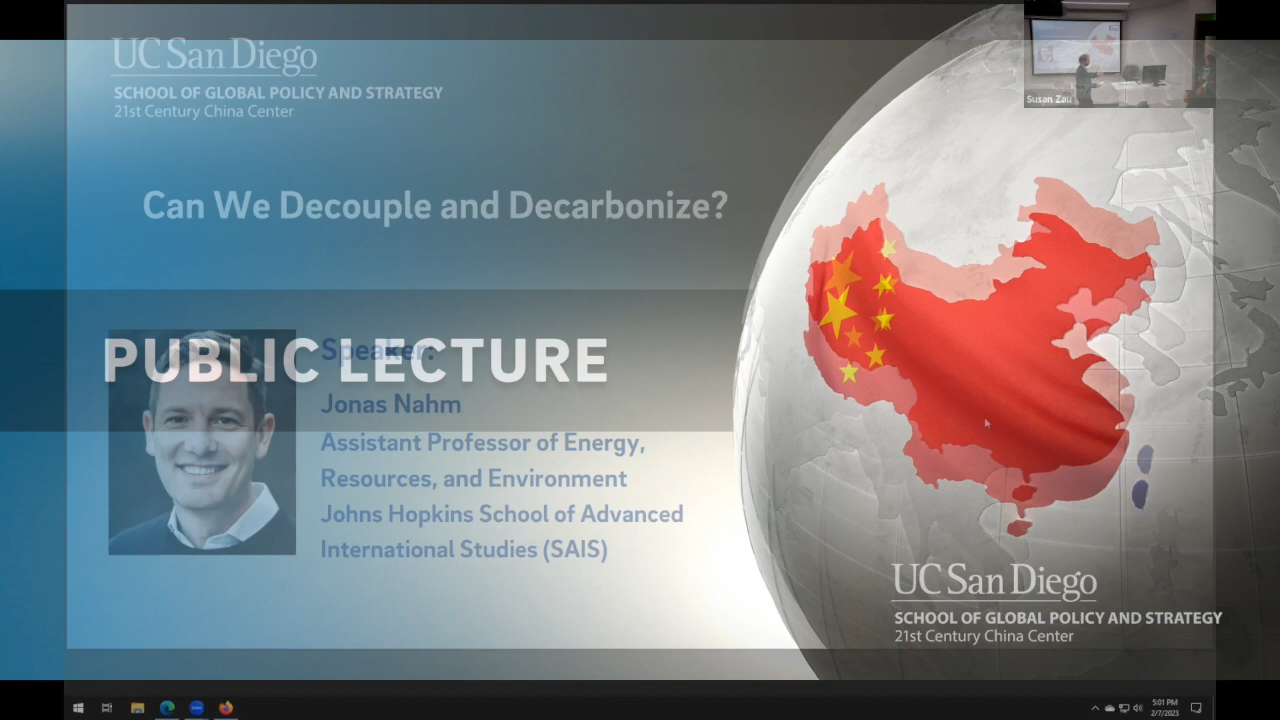 UC San Diego
SCHOOL OF GLOBAL POLICY AND STRATEGY
21st Century China Center
Susan Zau
Can We Decouple and Decarbonize?
PUBLIC LECTURE
Speaker:
Jonas Nahm
Assistant Professor of Energy,
Resources, and Environment
Johns Hopkins School of Advanced
International Studies (SAIS)
UC San Diego
SCHOOL OF GLOBAL POLICY AND STRATEGY
21st Century China Center
5:01 PM
2/7/2023